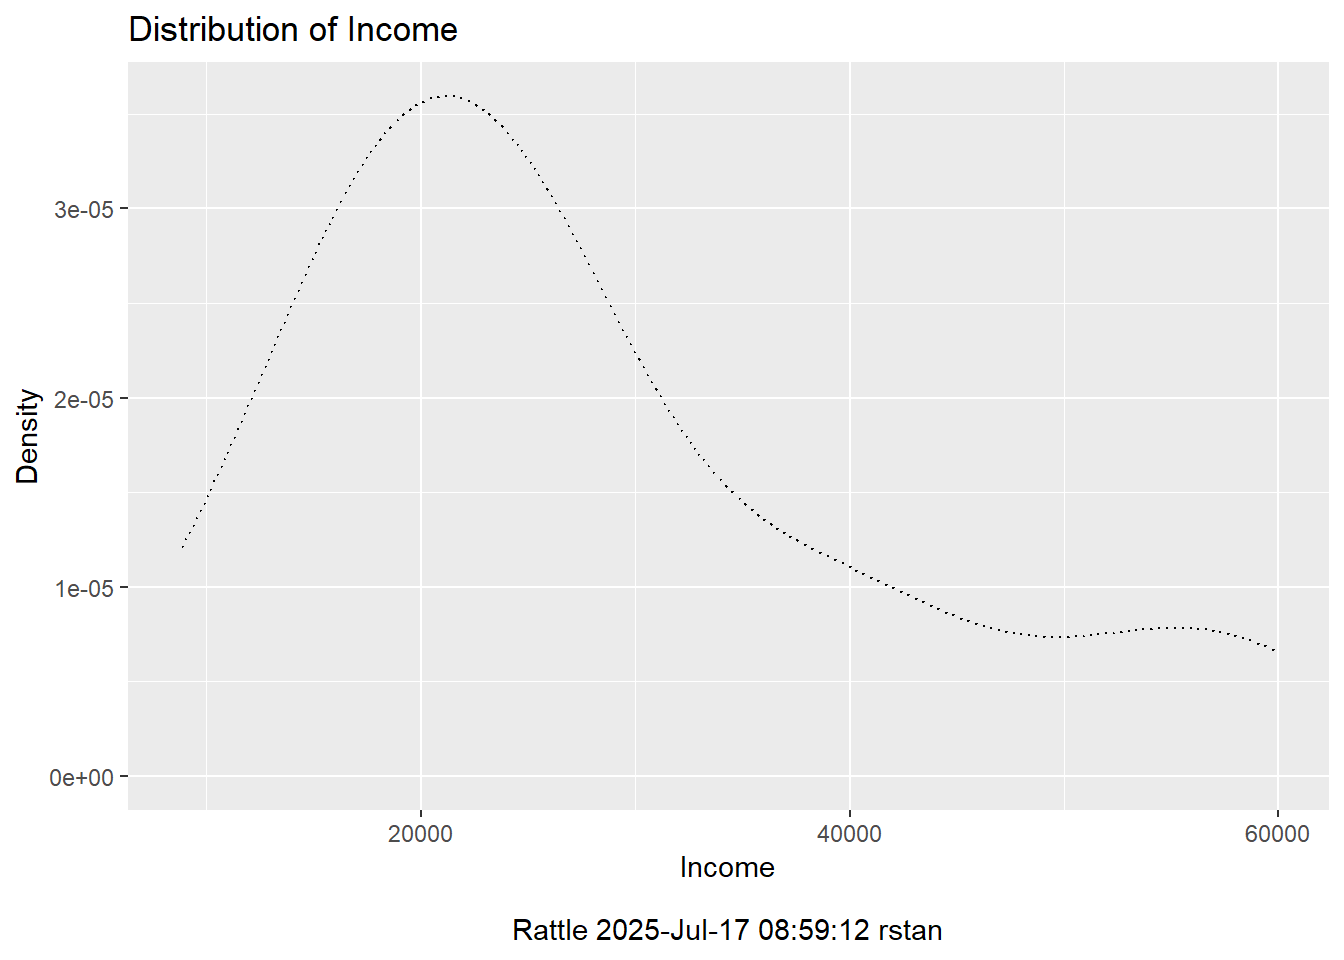 Distribution of Income
Density
3e-05
2e-05
1e-05
0e+00
20000 40000 60000
Income
Rattle 2025-Jul-17 08:59:12 rstan